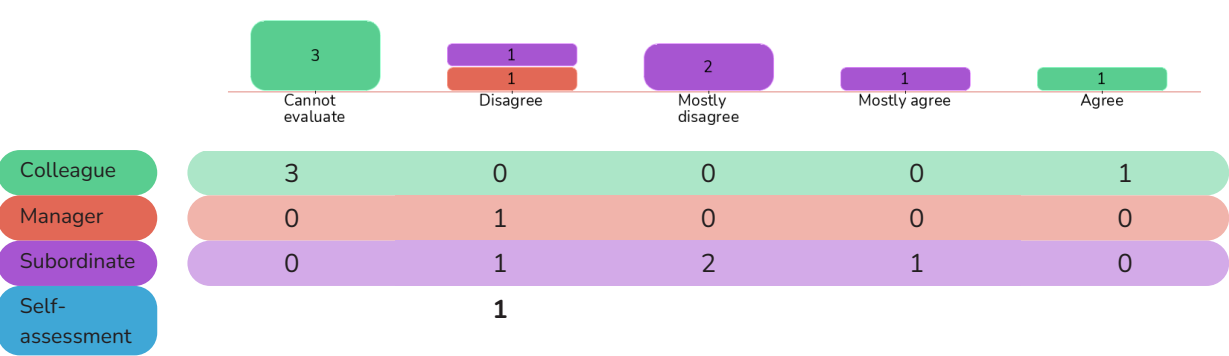 3
1
1
2
1
1
Cannot
evaluate
Disagree
Mostly
disagree
Mostly agree
Agree
Colleague 3 0 0 0 1
Manager 0 1 0 0 0
Subordinate 0 1 2 1 0
Self-
assessment
1